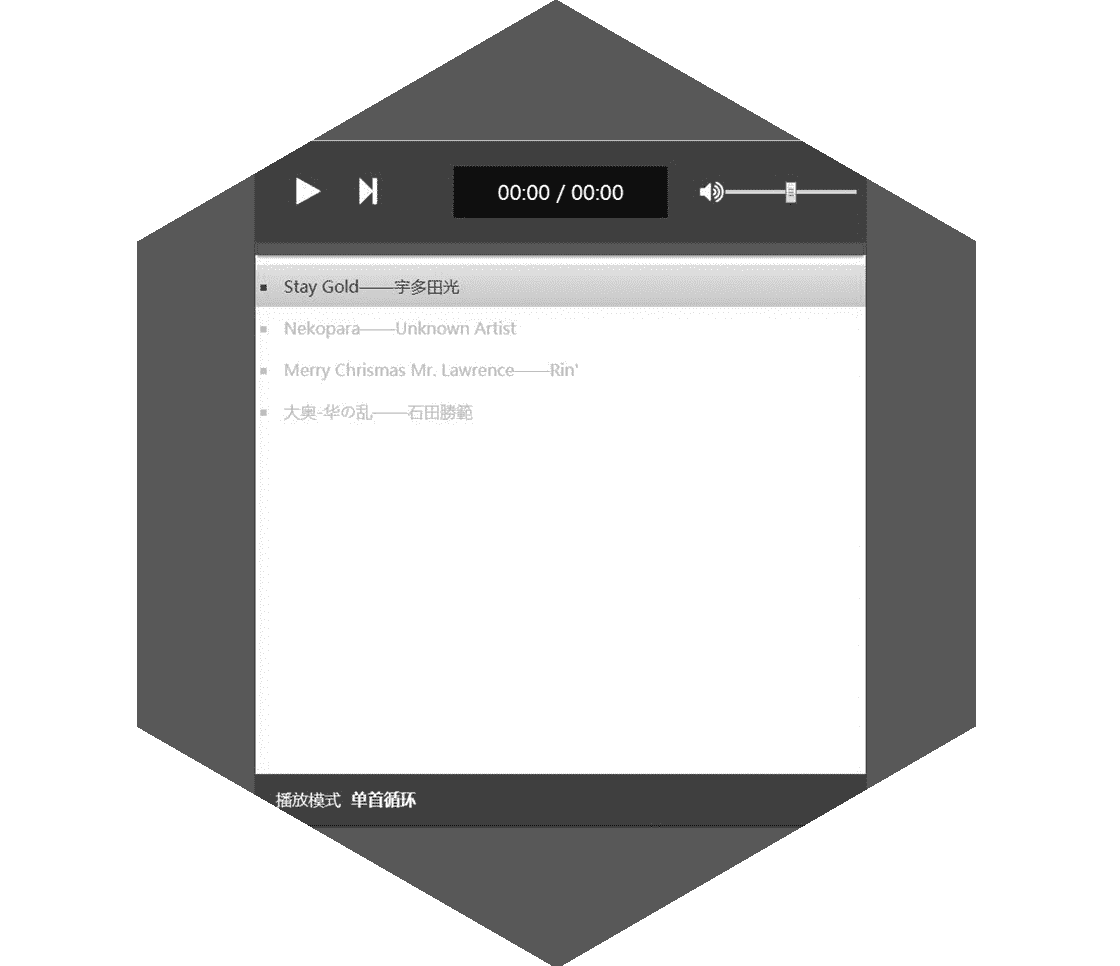 00:00 / 00:00
Stay Gold——宇多田光
Nekopara——Unknown Artist
Merry Chrismas Mr. Lawrence——Rin'
大奥-华の乱——石田勝範
播放模式 单首循环